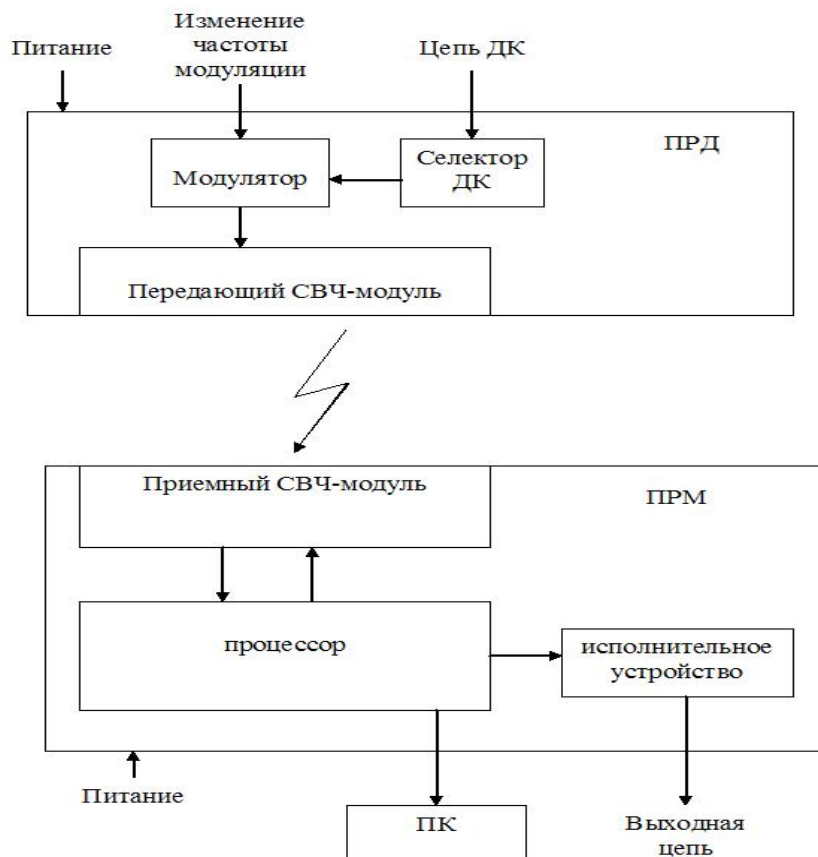 Изменение
частоты
модуляции
Питание
Цепь ДК
ПРД
Модулятор
Селектор
ДК
Передающий СВЧ-модуль
Приемный СВЧ-модуль
ПРМ
процессор
исполнительное
устройство
Питание
ПК
Выходная
цепь